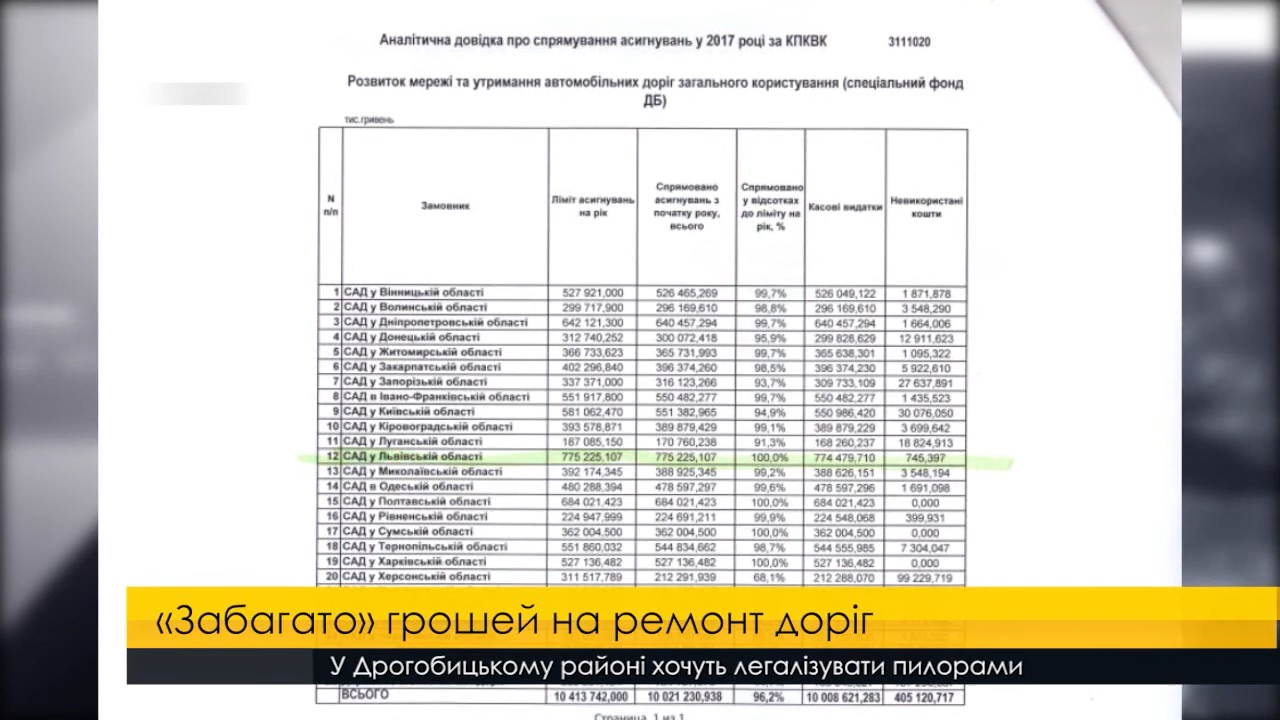 Аналітична довідка про спрямування асигнувань у 2017 році за КПКВК 3111020
Розвиток мережі та утримання автомобільних доріг загального користування (спеціальний фонд
ДБ)
тис.гривень
N п/п Замовник Ліміт асигнувань на рік Спрямовано асигнувань з початку року, всього Спрямовано у відсотках до ліміту на рік, % Касові видатки Невикористані кошти
1 САД у Вінницькій області 527 921,000 526 465,269 99,7% 526 049,122 1 871,878
2 САД у Волинській області 299 717,900 296 169,610 98,8% 296 169,610 3 548,290
3 САД у Дніпропетровській області 642 121,300 640 457,294 99,7% 640 457,294 1 664,006
4 САД у Донецькій області 312 740,252 300 072,418 95,9% 299 828,629 12 911,623
5 САД у Житомирській області 366 733,623 365 731,993 99,7% 365 638,301 1 095,322
6 САД у Закарпатській області 402 296,840 396 374,260 98,5% 396 374,230 5 922,610
7 САД у Запорізькій області 337 371,000 316 123,266 93,7% 309 733,109 27 637,891
8 САД в Івано-Франківській області 551 917,800 550 482,277 99,7% 550 482,277 1 435,523
9 САД у Київській області 581 062,470 551 382,965 94,9% 550 986,420 30 076,050
10 САД у Кіровоградській області 393 578,871 389 879,429 99,1% 389 879,229 3 699,642
11 САД у Луганській області 187 085,150 170 760,238 91,3% 168 260,237 18 824,913
12 САД у Львівській області 775 225,107 775 225,107 100,0% 774 479,710 745,397
13 САД у Миколаївській області 392 174,345 388 925,345 99,2% 388 626,151 3 548,194
14 САД в Одеській області 480 288,394 478 597,297 99,6% 478 597,296 1 691,098
15 САД у Полтавській області 684 021,423 684 021,423 100,0% 684 021,423 0,000
16 САД у Рівненській області 224 947,999 224 691,211 99,9% 224 548,068 399,931
17 САД у Сумській області 362 004,500 362 004,500 100,0% 362 004,500 0,000
18 САД у Тернопільській області 551 860,032 544 834,662 98,7% 544 555,985 7 304,047
19 САД у Харківській області 527 136,482 527 136,482 100,0% 527 136,482 0,000
20 САД у Херсонській області 311 517,789 212 291,939 68,1% 212 288,070 99 229,719
«Забагато» грошей на ремонт доріг
У Дрогобицькому районі хочуть легалізувати пилорами
ВСЬОГО 10 413 742,000 10 021 230,938 96,2% 10 008 621,283 405 120,717
Страница 1 из 1